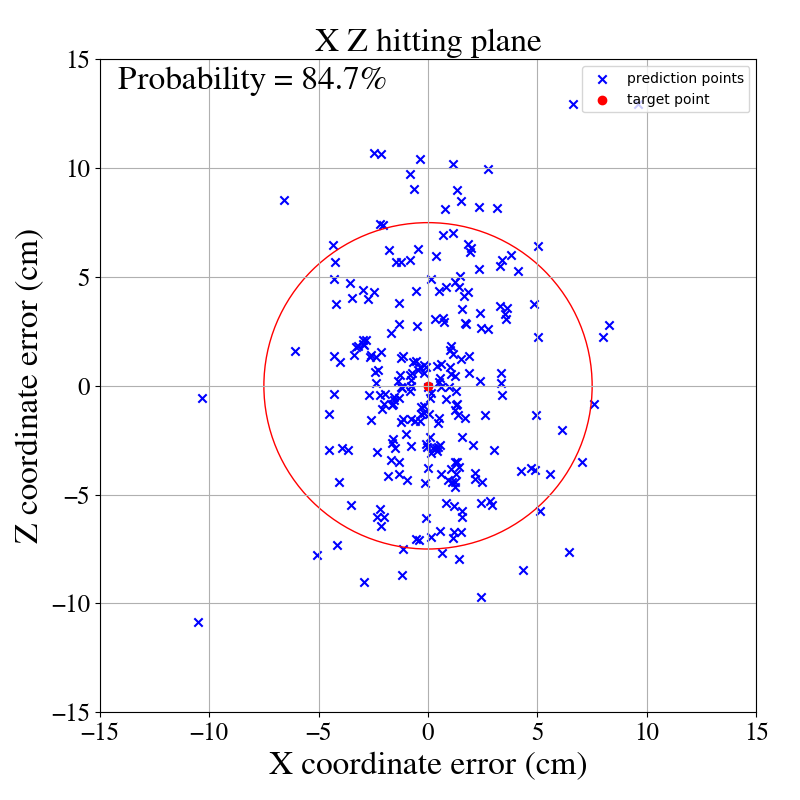 X Z hitting plane
Probability = 84.7%
prediction points
target point
15
10
5
0
−5
−10
−15
Z coordinate error (cm)
−15
−10
−5
0
5
10
15
X coordinate error (cm)